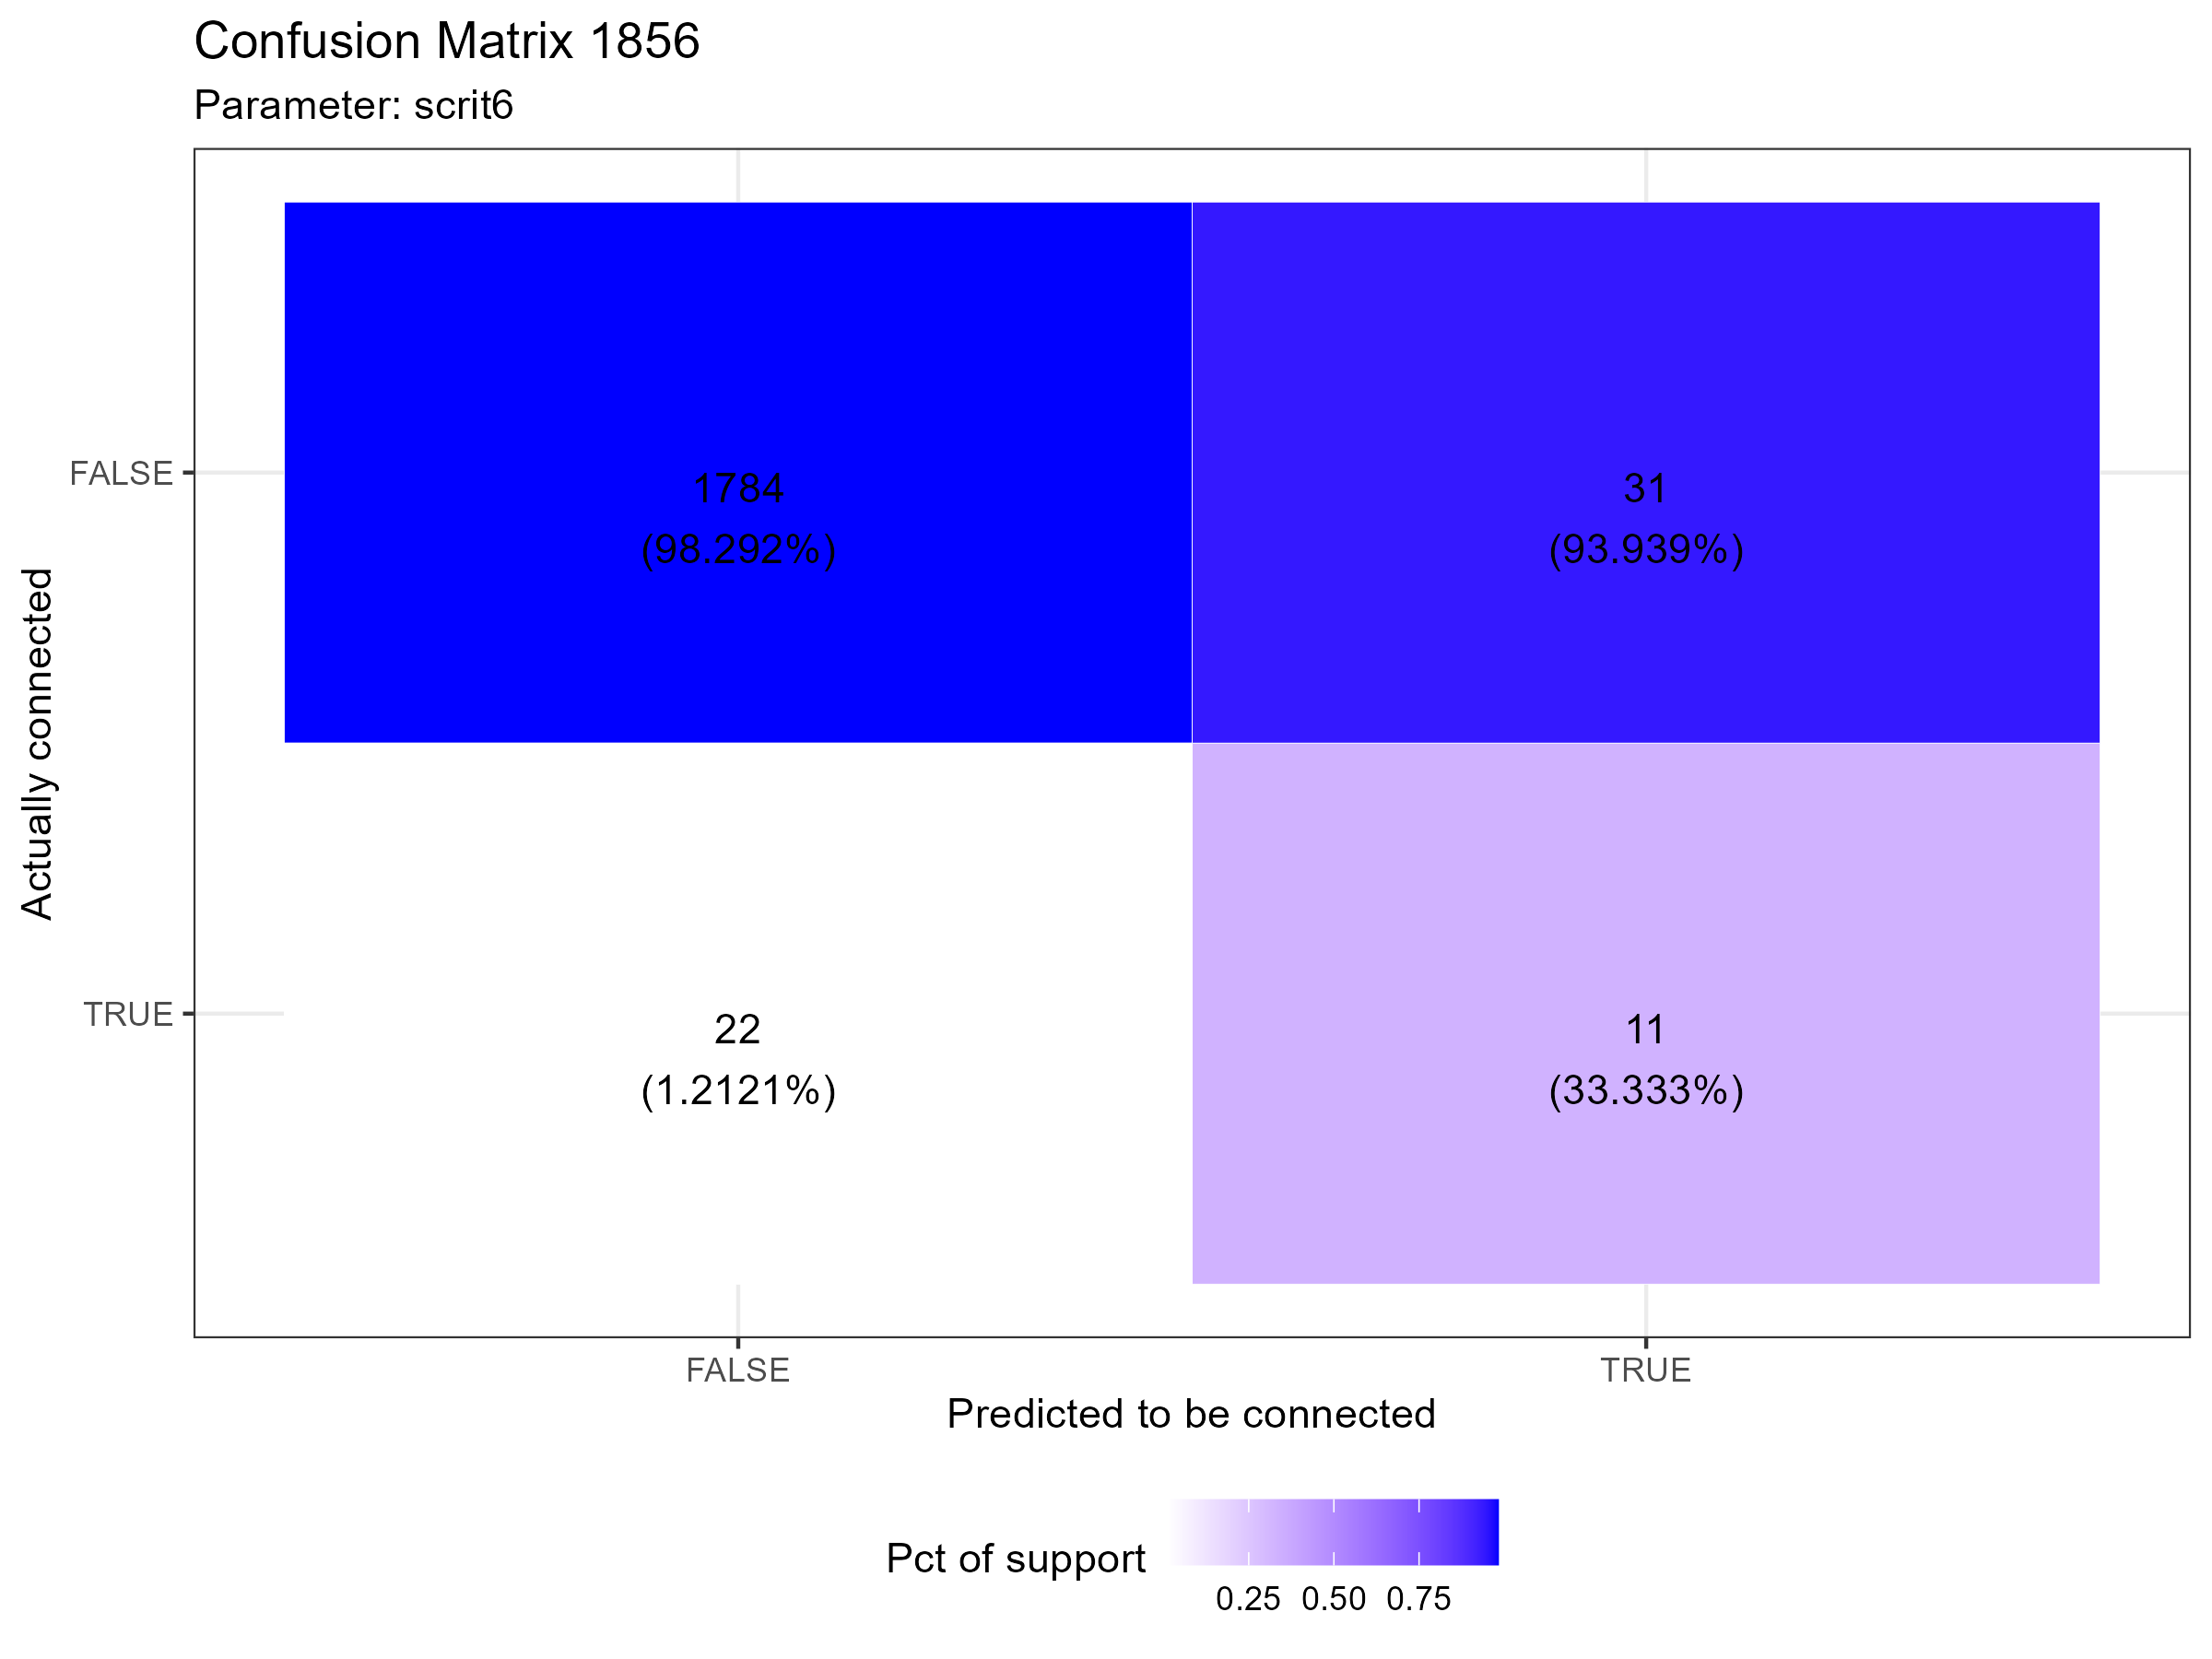 Confusion Matrix 1856
Parameter: scrit6
Actually connected
FALSE
1784
(98.292%)
31
(93.939%)
TRUE
22
(1.2121%)
11
(33.333%)
FALSE
TRUE
Predicted to be connected
Pct of support
0.25 0.50 0.75